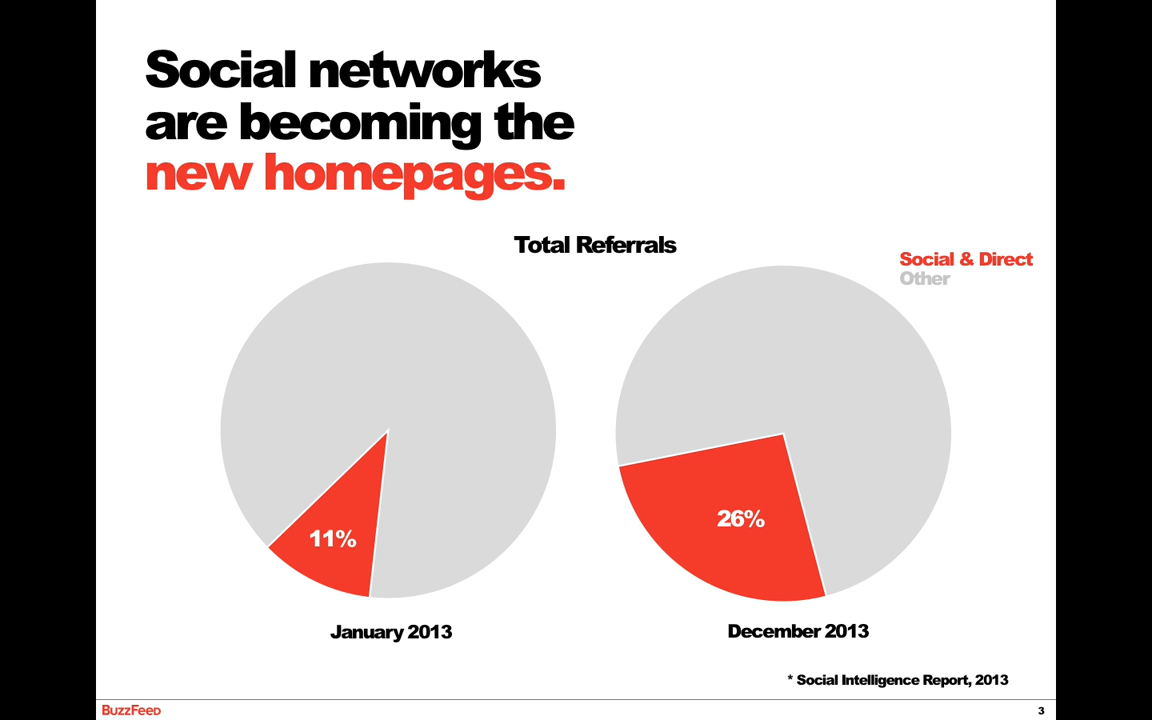 Social networks
are becoming the
new homepages.
Total Referrals
Social & Direct
Other
11%
26%
January 2013
December 2013
* Social Intelligence Report, 2013
BuzzFeed
3